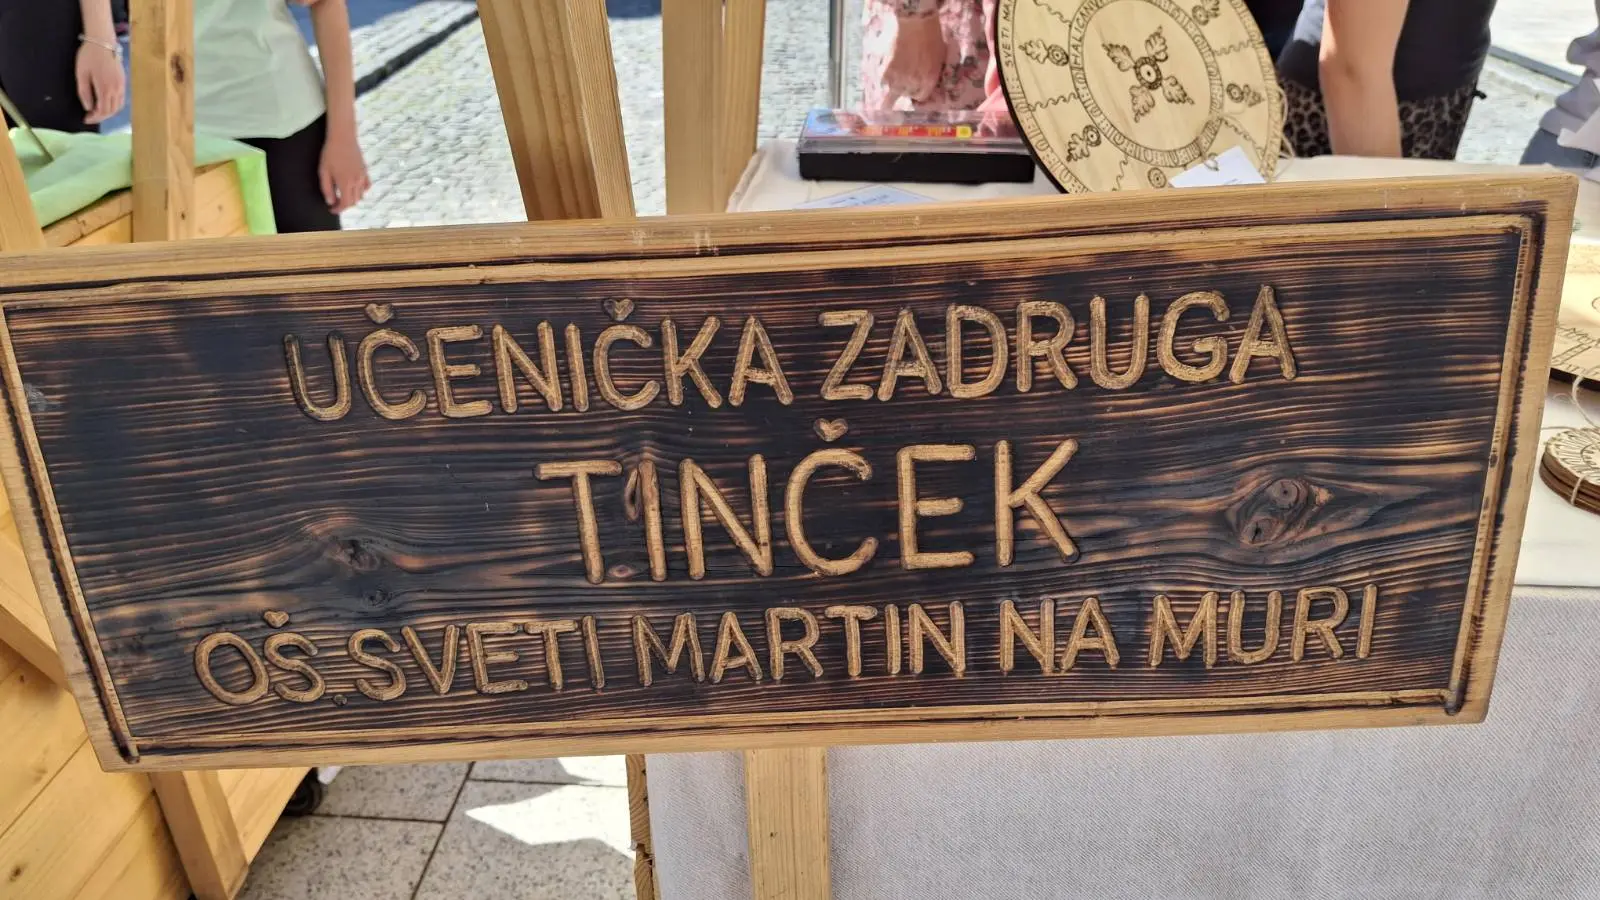 UČENIČKA ZADRUGA
TINČEK
OŠ.SVETI MARTIN NA MURI